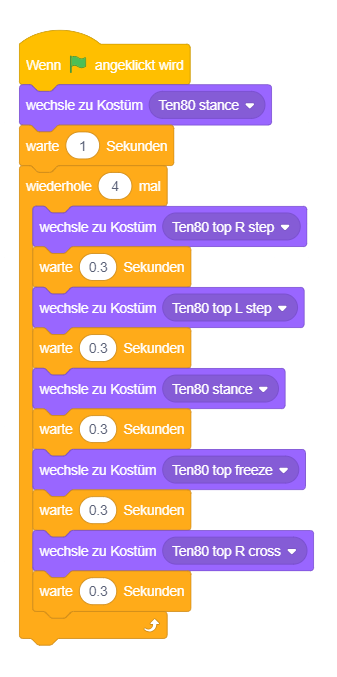 Wenn angeklickt wird
wechsle zu Kostüm Ten80 stance
warte 1 Sekunden
wiederhole 4 mal
wechsle zu Kostüm Ten80 top R step
warte 0.3 Sekunden
wechsle zu Kostüm Ten80 top L step
warte 0.3 Sekunden
wechsle zu Kostüm Ten80 stance
warte 0.3 Sekunden
wechsle zu Kostüm Ten80 top freeze
warte 0.3 Sekunden
wechsle zu Kostüm Ten80 top R cross
warte 0.3 Sekunden